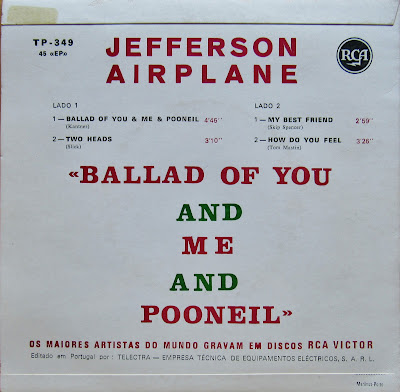 TP-349
45 «EP»
JEFFERSON
AIRPLANE
RCA
LADO 1
1—BALLAD OF YOU & ME & POONEIL 4'46''
(Kantner)
2—TWO HEADS 3'10''
(Slick)
LADO 2
1—MY BEST FRIEND 2'59''
(Skip Spencer)
2—HOW DO YOU FEEL 3'26''
(Tom Mastin)
«BALLAD OF YOU
AND
ME
AND
POONEIL»
OS MAIORES ARTISTAS DO MUNDO GRAVAM EM DISCOS RCA VICTOR
Editado em Portugal por: TELECTRA — EMPRESA TÉCNICA DE EQUIPAMENTOS ELÉCTRICOS, S. A. R. L.